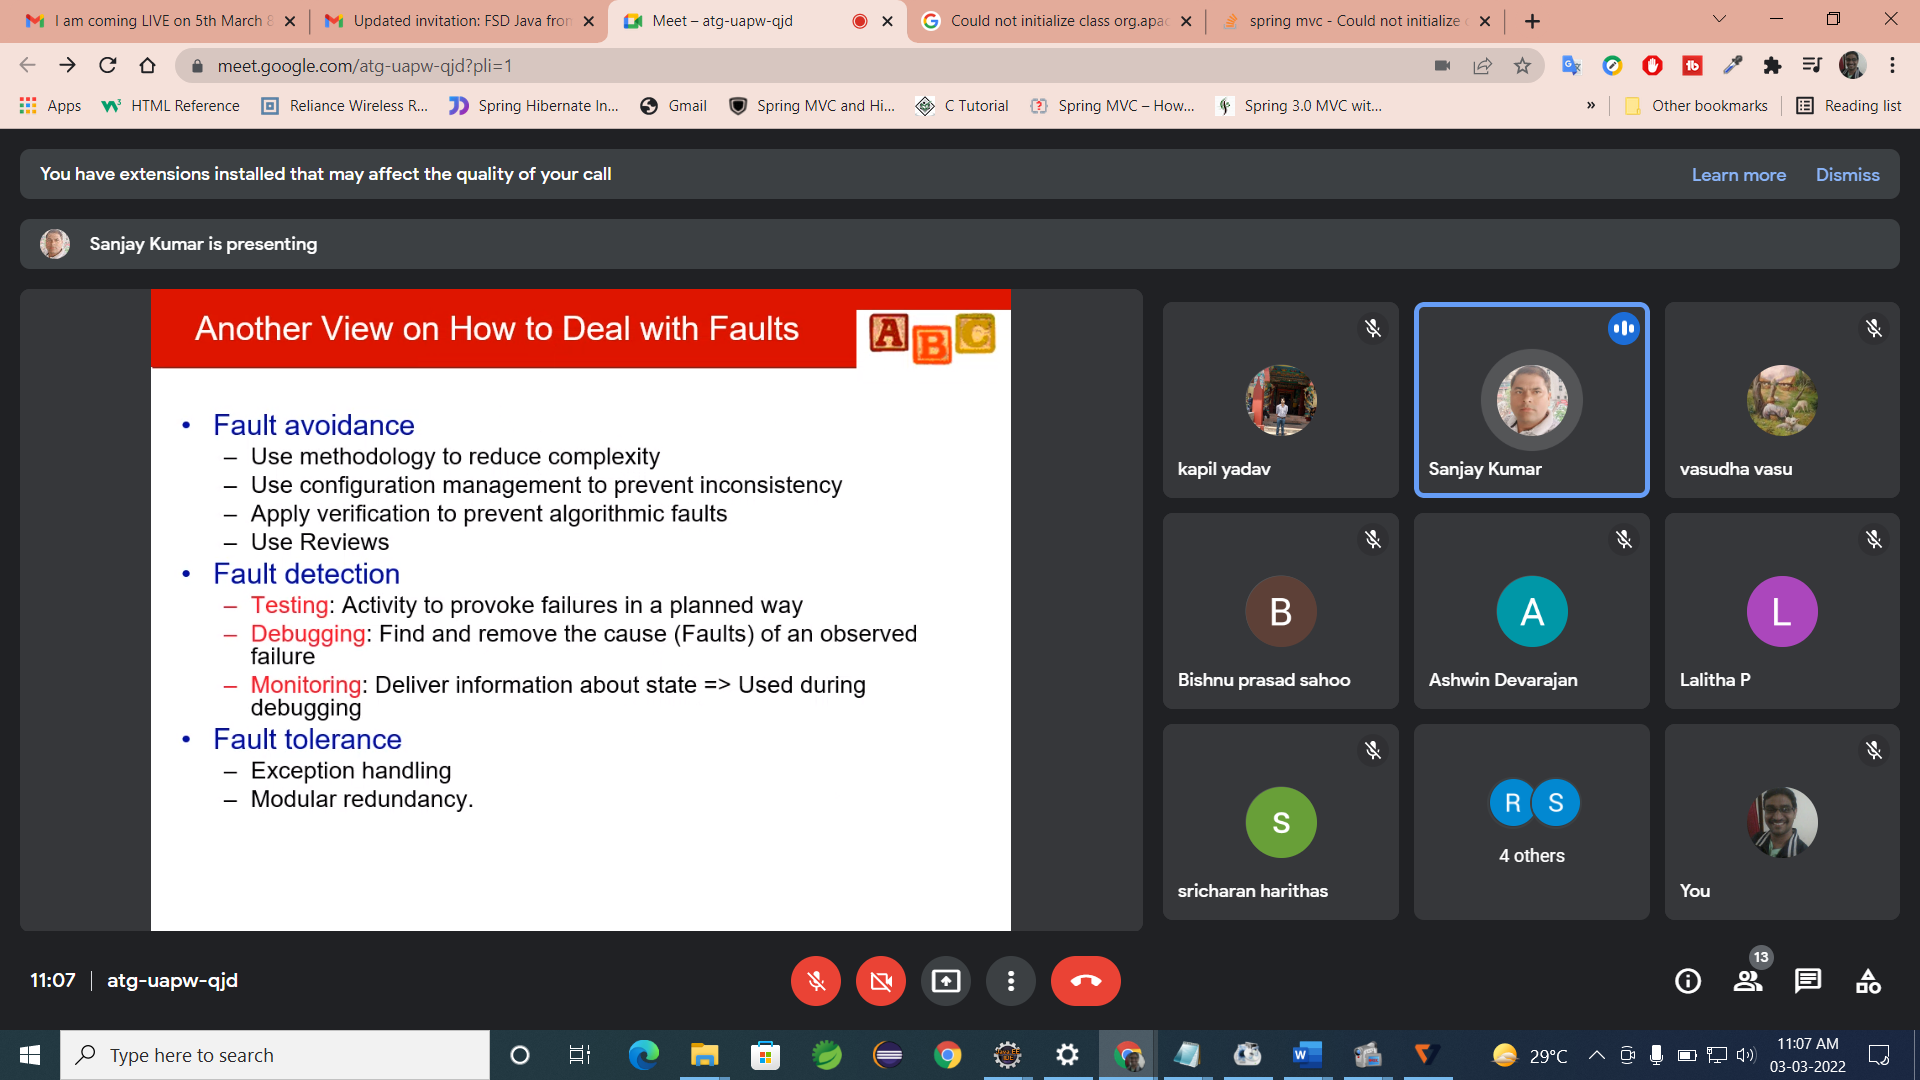 I am coming LIVE on 5th March 8
Updated invitation: FSD Java fron
Meet – atg-uapw-qjd
Could not initialize class org.apac
spring mvc - Could not initialize c
meet.google.com/atg-uapw-qjd?pli=1
Apps
HTML Reference
Reliance Wireless R...
Spring Hibernate In...
Gmail
Spring MVC and Hi...
C Tutorial
Spring MVC – How...
Spring 3.0 MVC wit...
»
Other bookmarks
Reading list
You have extensions installed that may affect the quality of your call
Learn more
Dismiss
Sanjay Kumar is presenting
Another View on How to Deal with Faults
A B C
• Fault avoidance
– Use methodology to reduce complexity
– Use configuration management to prevent inconsistency
– Apply verification to prevent algorithmic faults
– Use Reviews
• Fault detection
– Testing: Activity to provoke failures in a planned way
– Debugging: Find and remove the cause (Faults) of an observed
failure
– Monitoring: Deliver information about state => Used during
debugging
• Fault tolerance
– Exception handling
– Modular redundancy.
kapil yadav
Sanjay Kumar
vasudha vasu
B
Bishnu prasad sahoo
A
Ashwin Devarajan
L
Lalitha P
S
sricharan harithas
R S
4 others
You
11:07 | atg-uapw-qjd
13
Type here to search
29°C
11:07 AM
03-03-2022